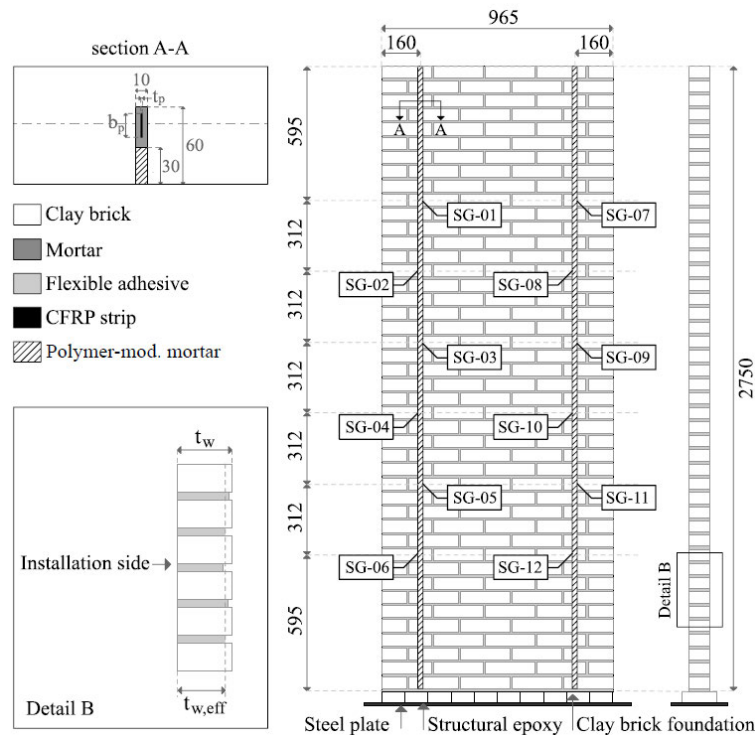 section A-A
10
t_p
b_p
60
30
Clay brick
Mortar
Flexible adhesive
CFRP strip
Polymer-mod. mortar
t_w
Installation side
Detail B
t_w,eff
965
160
160
A
A
595
312
312
312
312
312
595
SG-01
SG-07
SG-02
SG-08
SG-03
SG-09
SG-04
SG-10
SG-05
SG-11
SG-06
SG-12
2750
Detail B
Steel plate
Structural epoxy
Clay brick foundation